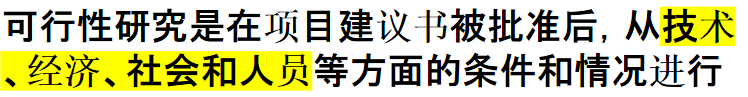 可行性研究是在项目建议书被批准后, 从技术
、经济、社会和人员等方面的条件和情况进行